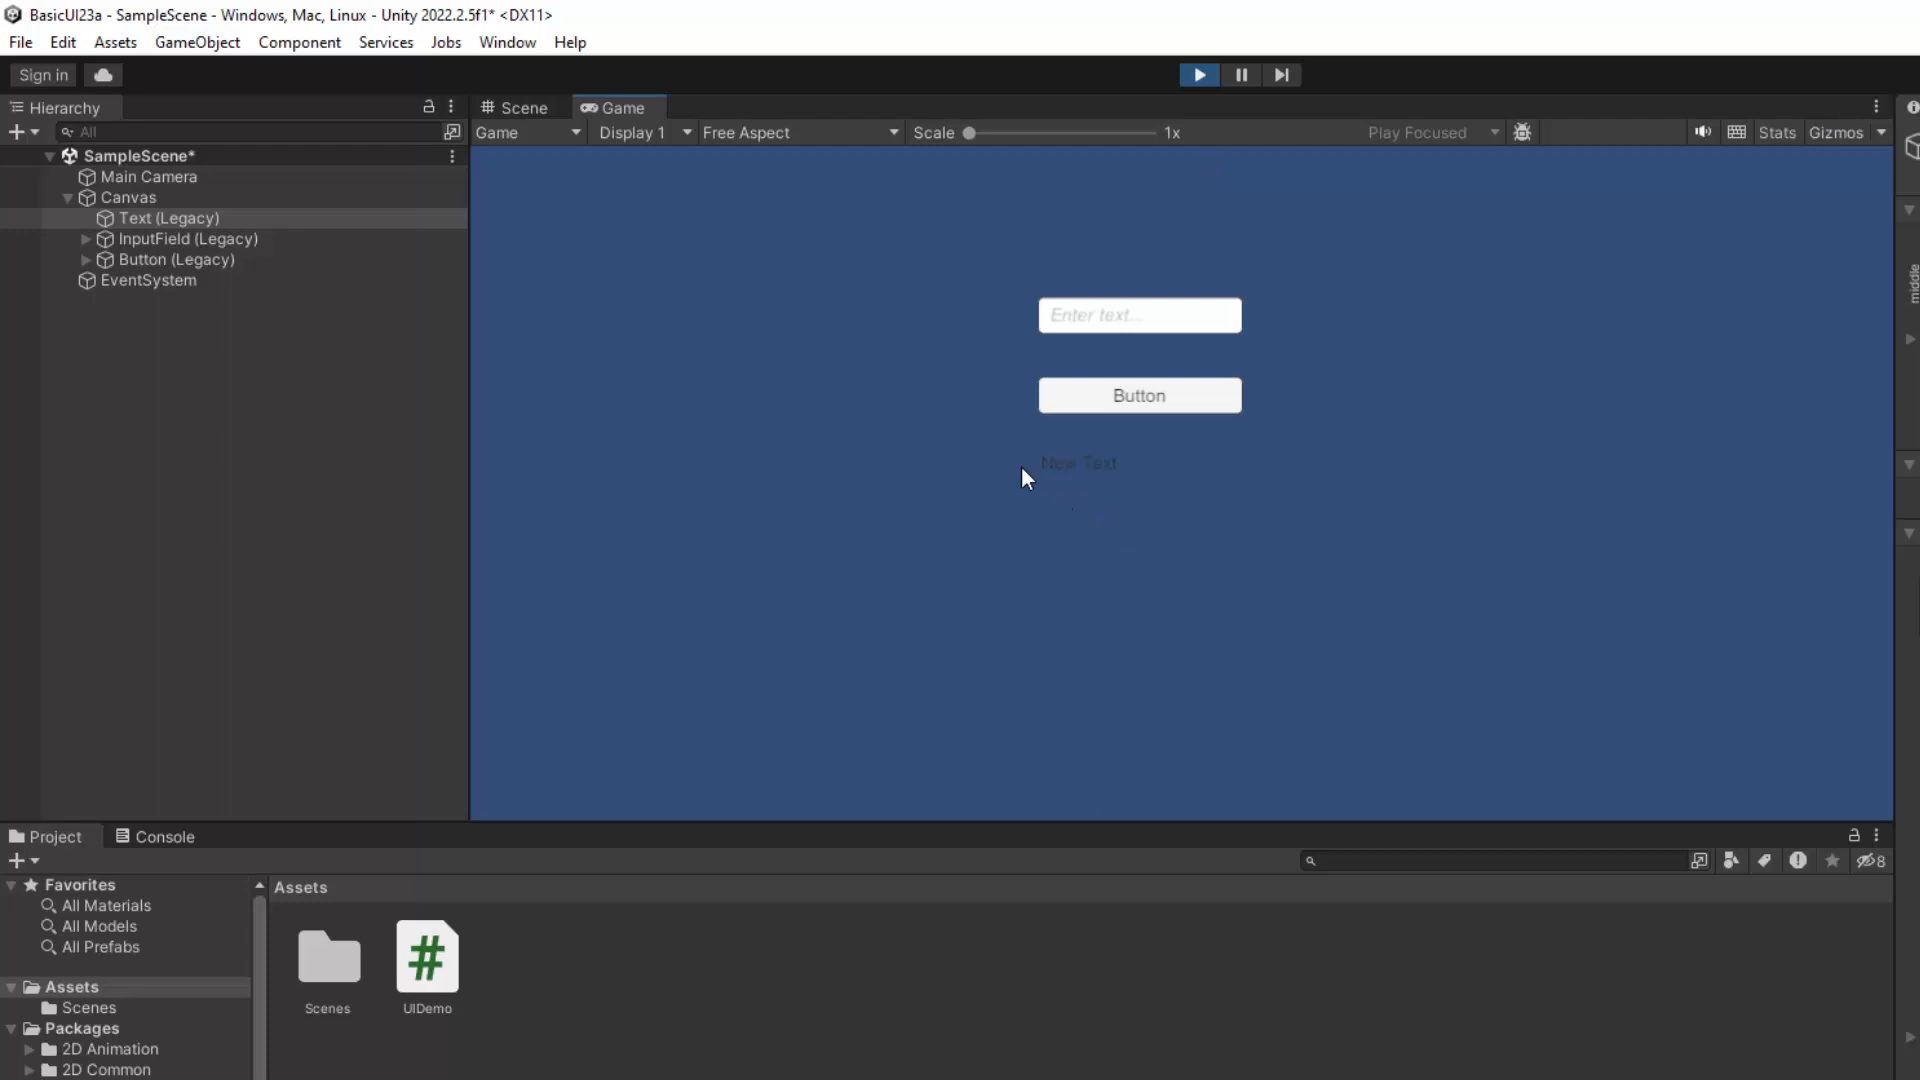 BasicUI23a - SampleScene - Windows, Mac, Linux - Unity 2022.2.5f1* <DX11>
File Edit Assets GameObject Component Services Jobs Window Help
Sign in
Hierarchy
Scene Game
All
Game Display 1 Free Aspect Scale 1x Play Focused Stats Gizmos
SampleScene*
Main Camera
Canvas
Text (Legacy)
InputField (Legacy)
Button (Legacy)
EventSystem
middle
Enter text...
Button
New Text
Project Console
8
Favorites
All Materials
All Models
All Prefabs
Assets
Scenes
Packages
2D Animation
2D Common
Assets
Scenes
UIDemo